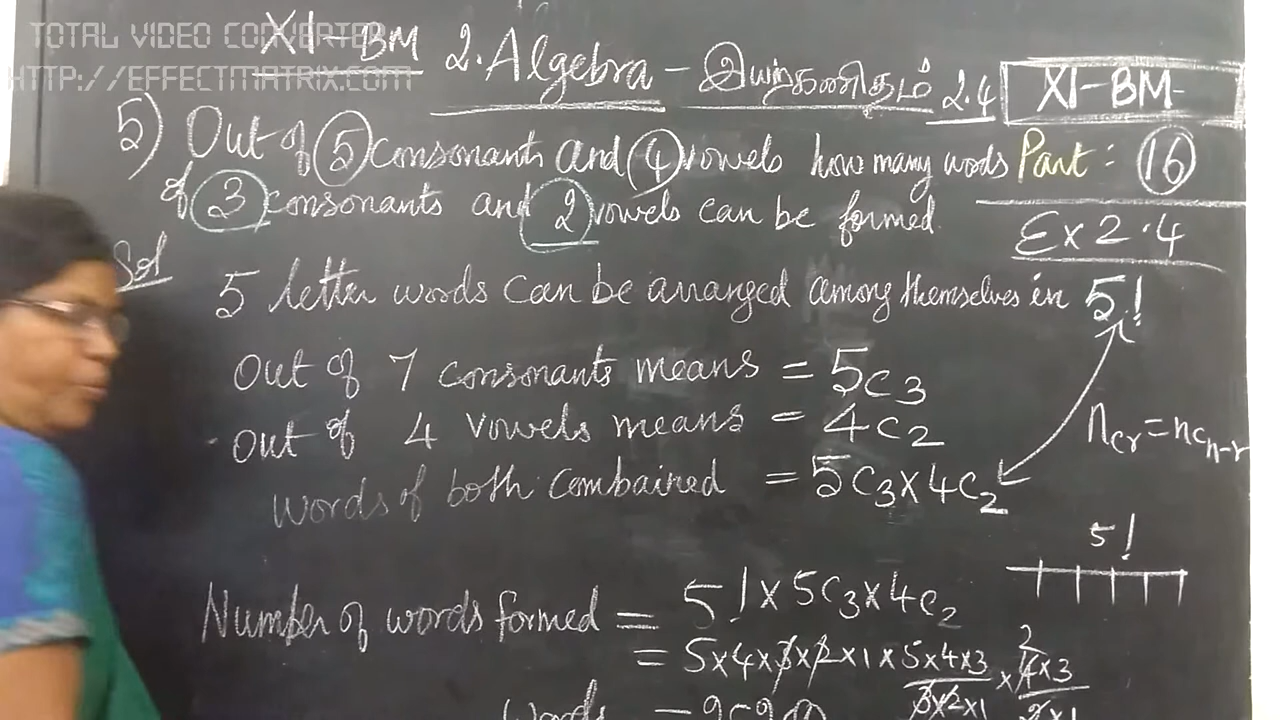 TOTAL VIDEO CONVERTER
HTTP://EFFECTMATRIX.COM
XI-BM 2. Algebra - இயற்கணிதம் 2.4
XI-BM-
Part: 16
Ex 2.4
5) Out of 5 consonants and 4 vowels how many words
of 3 consonants and 2 vowels can be formed.
Sol
5 letter words can be arranged among themselves in 5!
Out of 7 consonants means = 5C3
Out of 4 vowels means = 4C2
nCr = nCn-r
words of both combained = 5C3 x 4C2
5!
Number of words formed = 5! x 5C3 x 4C2
= 5x4x3x2x1 x 5x4x3/3x2x1 x 4x3/2x1
2
words =